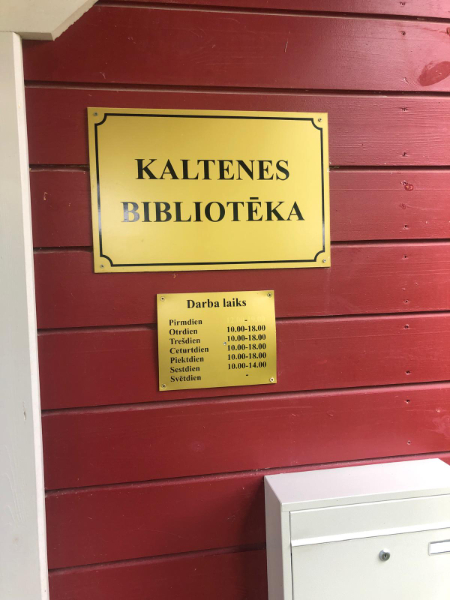 KALTENES
BIBLIOTĒKA
Darba laiks
Pirmdien -
Otrdien 10.00-18.00
Trešdien 10.00-18.00
Ceturtdien 10.00-18.00
Piektdien 10.00-18.00
Sestdien 10.00-14.00
Svētdien